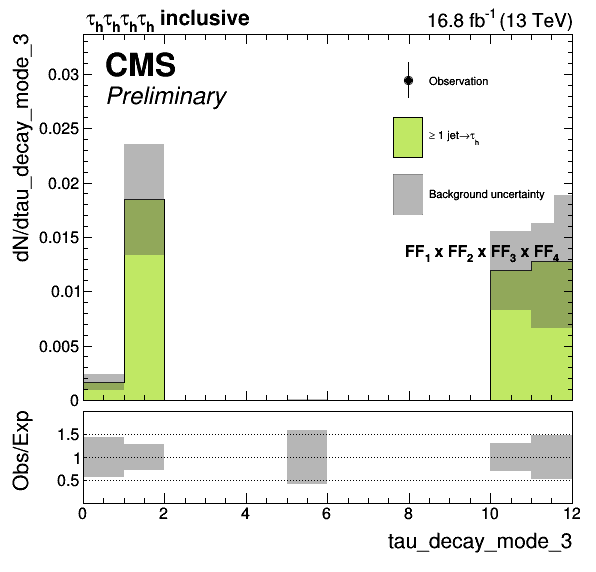 τhτhτhτh inclusive
16.8 fb-1 (13 TeV)
CMS
Preliminary
Observation
≥ 1 jet→τh
Background uncertainty
FF1 x FF2 x FF3 x FF4
dN/dtau_decay_mode_3
0.03
0.025
0.02
0.015
0.01
0.005
0
Obs/Exp
1.5
1
0.5
0 2 4 6 8 10 12
tau_decay_mode_3